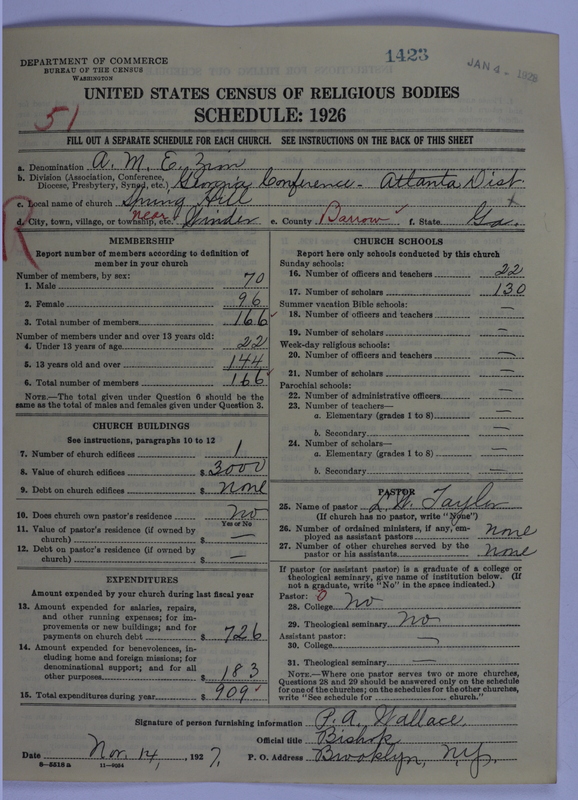 1423
JAN 4 - 1928
DEPARTMENT OF COMMERCE
BUREAU OF THE CENSUS
WASHINGTON
UNITED STATES CENSUS OF RELIGIOUS BODIES
SCHEDULE: 1926
51
FILL OUT A SEPARATE SCHEDULE FOR EACH CHURCH. SEE INSTRUCTIONS ON THE BACK OF THIS SHEET
a. Denomination A. M. E. Zion
b. Division (Association, Conference, Diocese, Presbytery, Synod, etc.) Georgia Conference - Atlanta Dist
c. Local name of church Spring Hill
d. City, town, village, or township, etc. near Winder e. County Barrow f. State Ga.
R
MEMBERSHIP
Report number of members according to definition of
member in your church
Number of members, by sex:
1. Male 70
2. Female 96
3. Total number of members 166
Number of members under and over 13 years old:
4. Under 13 years of age 22
5. 13 years old and over 144
6. Total number of members 166
NOTE.—The total given under Question 6 should be
same as the total of males and females given under Question 3.
CHURCH BUILDINGS
See instructions, paragraphs 10 to 12
7. Number of church edifices 1
8. Value of church edifices $ 3000
9. Debt on church edifices $ none
10. Does church own pastor's residence No
Yes or No
11. Value of pastor's residence (if owned by
church) $ —
12. Debt on pastor's residence (if owned by
church) $ —
EXPENDITURES
Amount expended by your church during last fiscal year
13. Amount expended for salaries, repairs,
and other running expenses; for im-
provements or new buildings; and for
payments on church debt $ 726
14. Amount expended for benevolences, in-
cluding home and foreign missions; for
denominational support; and for all
other purposes $ 183
15. Total expenditures during year $ 909
CHURCH SCHOOLS
Report here only schools conducted by this church
Sunday schools:
16. Number of officers and teachers 22
17. Number of scholars 130
Summer vacation Bible schools:
18. Number of officers and teachers —
19. Number of scholars —
Week-day religious schools:
20. Number of officers and teachers —
21. Number of scholars —
Parochial schools:
22. Number of administrative officers —
23. Number of teachers—
a. Elementary (grades 1 to 8) —
b. Secondary —
24. Number of scholars—
a. Elementary (grades 1 to 8) —
b. Secondary —
PASTOR
25. Name of pastor L. W. Taylor
(If church has no pastor, write "None")
26. Number of ordained ministers, if any, em-
ployed as assistant pastors none
27. Number of other churches served by the
pastor or his assistants none
If pastor (or assistant pastor) is a graduate of a college or
theological seminary, give name of institution below. (If
not a graduate, write "No" in the space indicated.)
Pastor: 0
28. College No
29. Theological seminary No
Assistant pastor:
30. College —
31. Theological seminary —
NOTE.—Where one pastor serves two or more churches,
Questions 28 and 29 should be answered only on the schedule
for one of the churches; on the schedules for the other churches,
write "See schedule for church."
Signature of person furnishing information P. A. Wallace
Official title Bishop
Date Nov. 14, 1927, P. O. Address Brooklyn, N.Y.
8-5516 a 11-9034